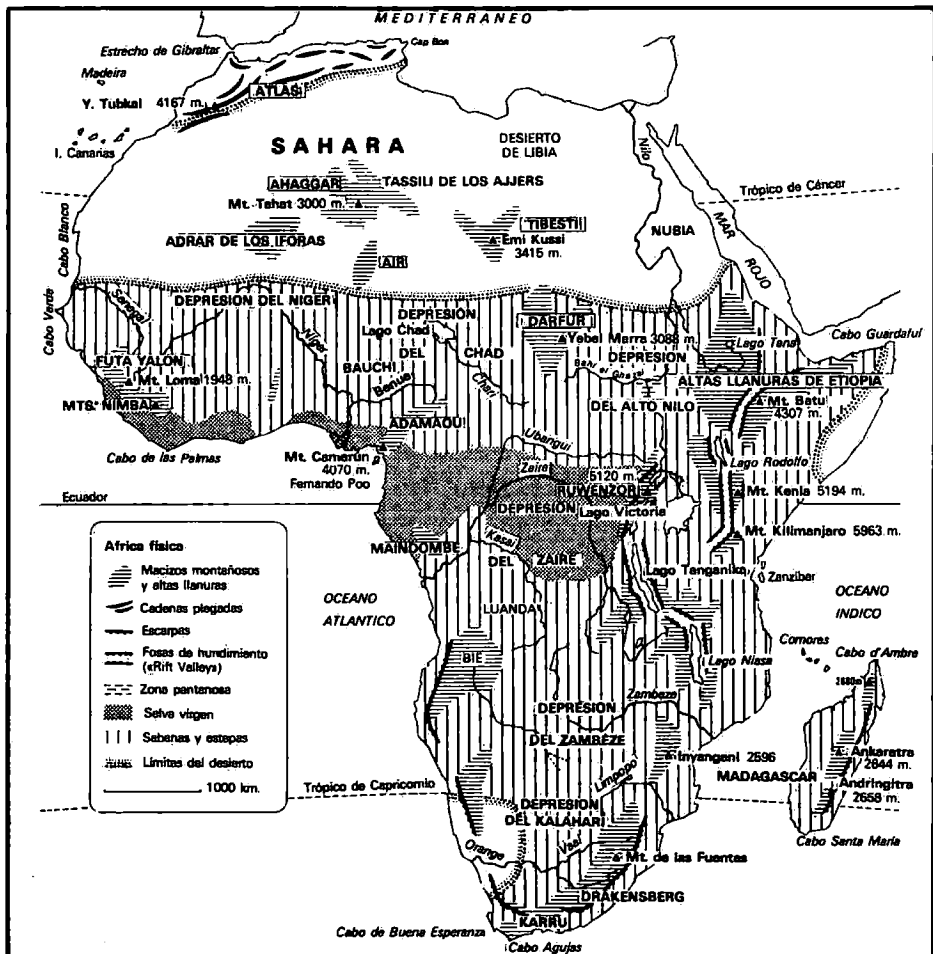 MEDITERRANEO
Estrecho de Gibraltar
Cap Bon
Madeira
ATLAS
Y. Tubkal 4167 m.
I. Canarias
SAHARA
DESIERTO
DE LIBIA
Nilo
AHAGGAR
TASSILI DE LOS AJJERS
Mt. Tahat 3000 m.
Trópico de Cáncer
MAR
ROJO
TIBESTI
NUBIA
Emi Kussi
3415 m.
ADRAR DE LOS IFORAS
AIR
Cabo Blanco
DEPRESION DEL NIGER
Senegal
Cabo Verde
DEPRESIÓN
Lago Chad
DEL
CHAD
DARFUR
Yebel Marra 3088 m.
Lago Tana
Cabo Guardafui
Niger
BAUCHI
Benue
Chari
DEPRESION
Bahr el Ghazal
FUTA YALON
Mt. Loma 1948 m.
ALTAS LLANURAS DE ETIOPIA
Mt. Batu
4307 m.
MTS. NIMBA
ADAMAOU
DEL ALTO NILO
Cabo de las Palmas
Mt. Camerún
4070 m.
Fernando Poo
Ubangui
Zaire
5120 m.
RUWENZORI
Lago Rodolfo
Ecuador
DEPRESION
Lago Victoria
Mt. Kenia 5194 m.
Mt. Kilimanjaro 5963 m.
MAINDOMBE
Kasai
DEL
ZAIRE
Lago Tanganika
Zanzibar
OCEANO
ATLANTICO
LUANDA
OCEANO
INDICO
Comores
Cabo d'Ambre
BIE
Lago Niasa
2880m
DEPRESION
Zambeze
DEL ZAMBEZE
Inyangani 2596
MADAGASCAR
Ankaratra
2644 m.
Andringitra
2658 m.
Trópico de Capricornio
Limpopo
DEPRESION
DEL KALAHARI
Cabo Santa María
Orange
Vaal
Mt. de las Fuentes
DRAKENSBERG
KARRU
Cabo de Buena Esperanza
Cabo Agujas
Africa física
Macizos montañosos
y altas llanuras
Cadenas plegadas
Escarpas
Fosas de hundimiento
(«Rift Valley»)
Zona pantanosa
Selva virgen
Sabanas y estepas
Límites del desierto
1000 km.